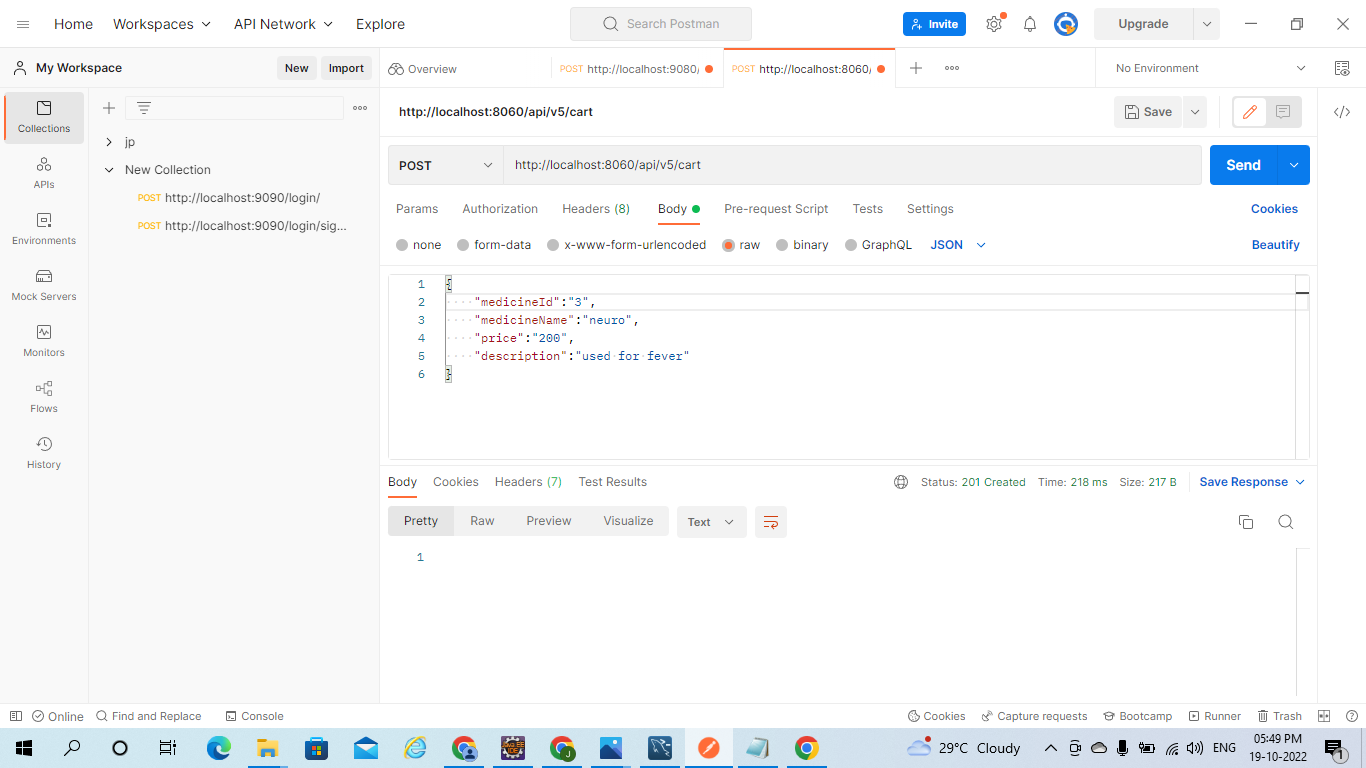 Home Workspaces API Network Explore Search Postman Invite Upgrade
My Workspace New Import Overview POST http://localhost:9080/ POST http://localhost:8060/ No Environment
http://localhost:8060/api/v5/cart Save
Collections
jp
New Collection
POST http://localhost:9090/login/
POST http://localhost:9090/login/sig...
APIs
Environments
Mock Servers
Monitors
Flows
History
POST http://localhost:8060/api/v5/cart Send
Params Authorization Headers (8) Body Pre-request Script Tests Settings Cookies
none form-data x-www-form-urlencoded raw binary GraphQL JSON Beautify
1 {
2 "medicineId":"3",
3 "medicineName":"neuro",
4 "price":"200",
5 "description":"used for fever"
6 }
Body Cookies Headers (7) Test Results Status: 201 Created Time: 218 ms Size: 217 B Save Response
Pretty Raw Preview Visualize Text
1
Online Find and Replace Console Cookies Capture requests Bootcamp Runner Trash
Java EE
IDE
J
29°C Cloudy ENG 05:49 PM
19-10-2022
1